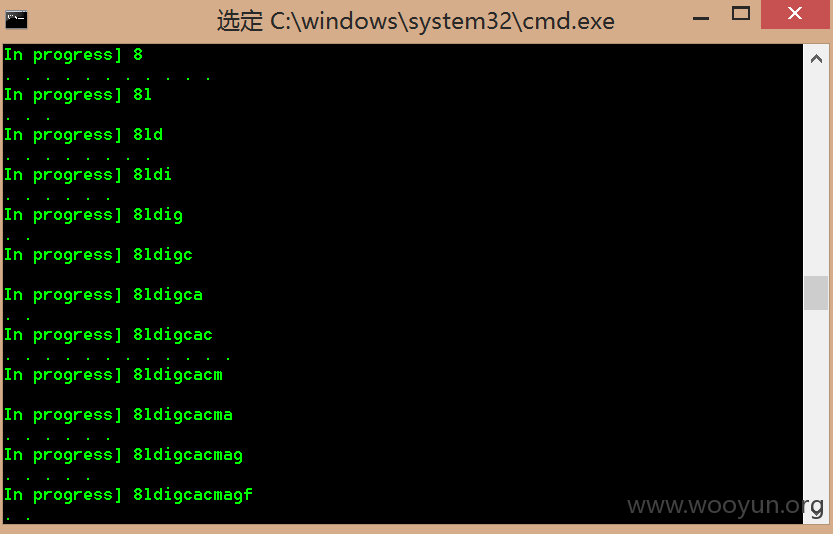 选定 C:\windows\system32\cmd.exe
In progress] 8
. . . . . . . . . . .
In progress] 8l
. . .
In progress] 8ld
. . . . . . . .
In progress] 8ldi
. . . . . .
In progress] 8ldig
. .
In progress] 8ldigc
In progress] 8ldigca
. .
In progress] 8ldigcac
. . . . . . . . . . . .
In progress] 8ldigcacm
In progress] 8ldigcacma
. . . . . .
In progress] 8ldigcacmag
. . . . .
In progress] 8ldigcacmagf
. .
www.wooyun.org